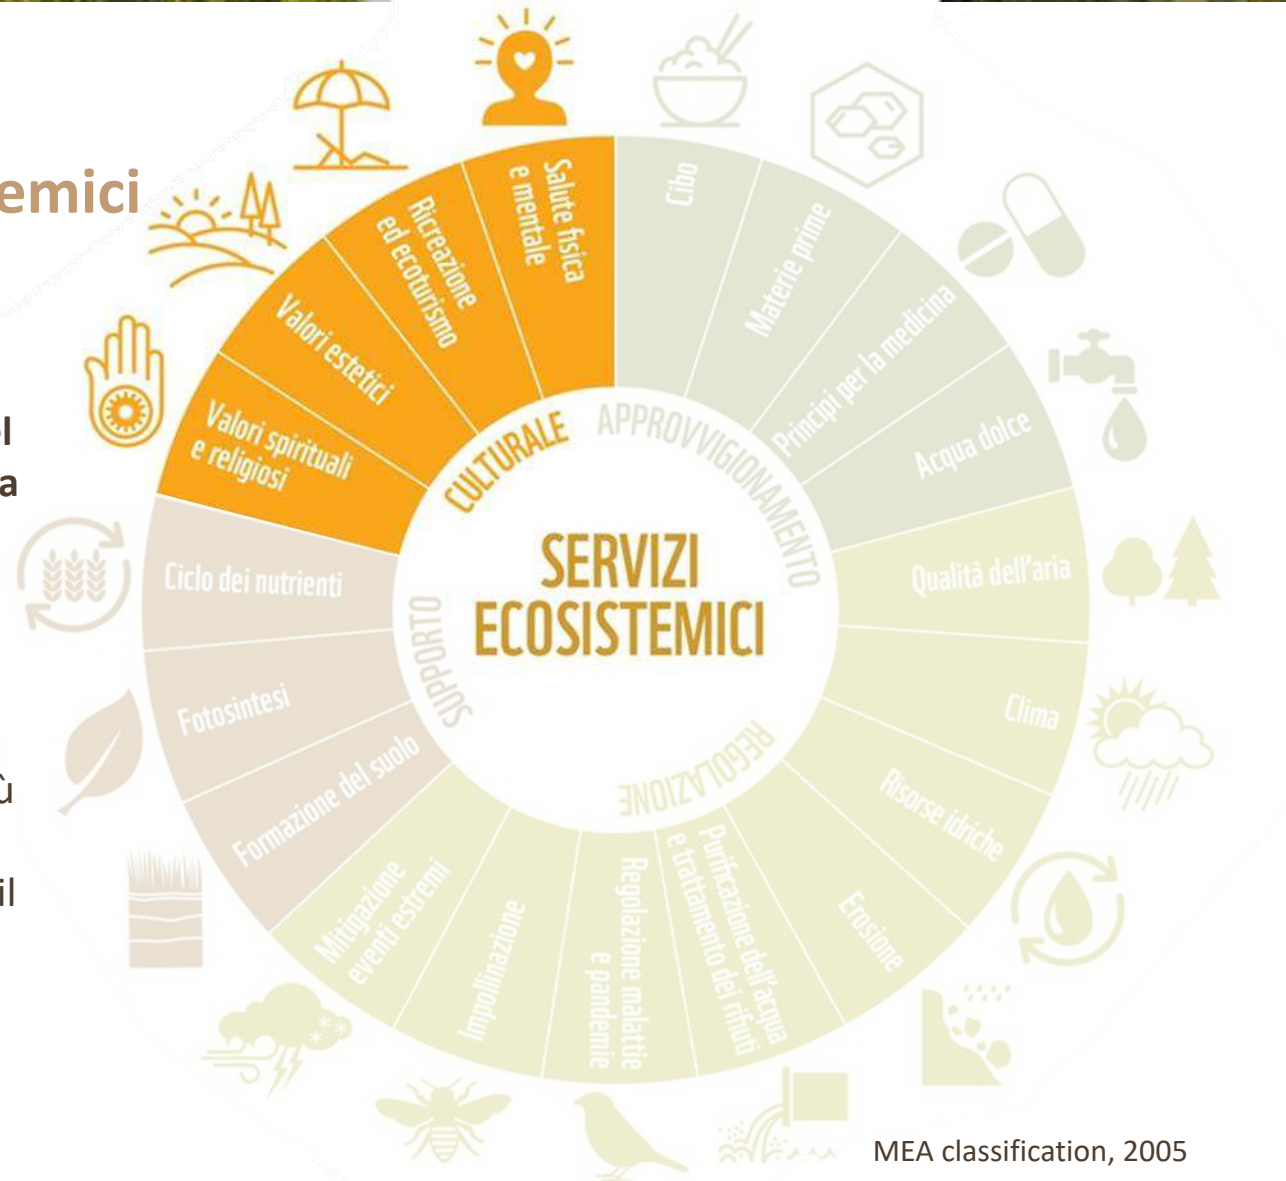 emici
l
a
ù
il
Salute fisica
e mentale
Ricreazione
ed ecoturismo
Valori estetici
Valori spirituali
e religiosi
Ciclo dei nutrienti
Fotosintesi
Formazione del suolo
Mitigazione
eventi estremi
Impollinazione
Regolazione malattie
e pandemie
Purificazione dell'acqua
e trattamento dei rifiuti
Erosione
Risorse idriche
Clima
Qualità dell'aria
Acqua dolce
Principi per la medicina
Materie prime
Cibo
CULTURALE
APPROVVIGIONAMENTO
SUPPORTO
REGOLAZIONE
SERVIZI
ECOSISTEMICI
MEA classification, 2005